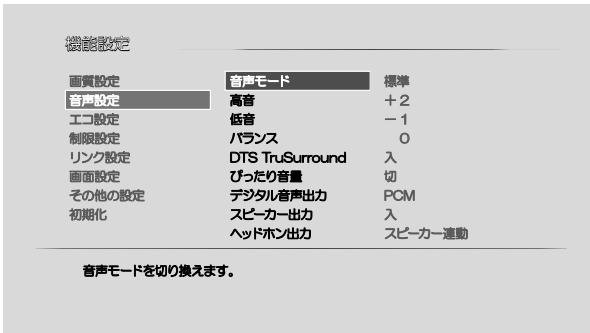 機能設定
画質設定
音声設定
エコ設定
制限設定
リンク設定
画面設定
その他の設定
初期化
音声モード 標準
高音 +2
低音 -1
バランス 0
DTS TruSurround 入
ぴったり音量 切
デジタル音声出力 PCM
スピーカー出力 入
ヘッドホン出力 スピーカー連動
音声モードを切り換えます。